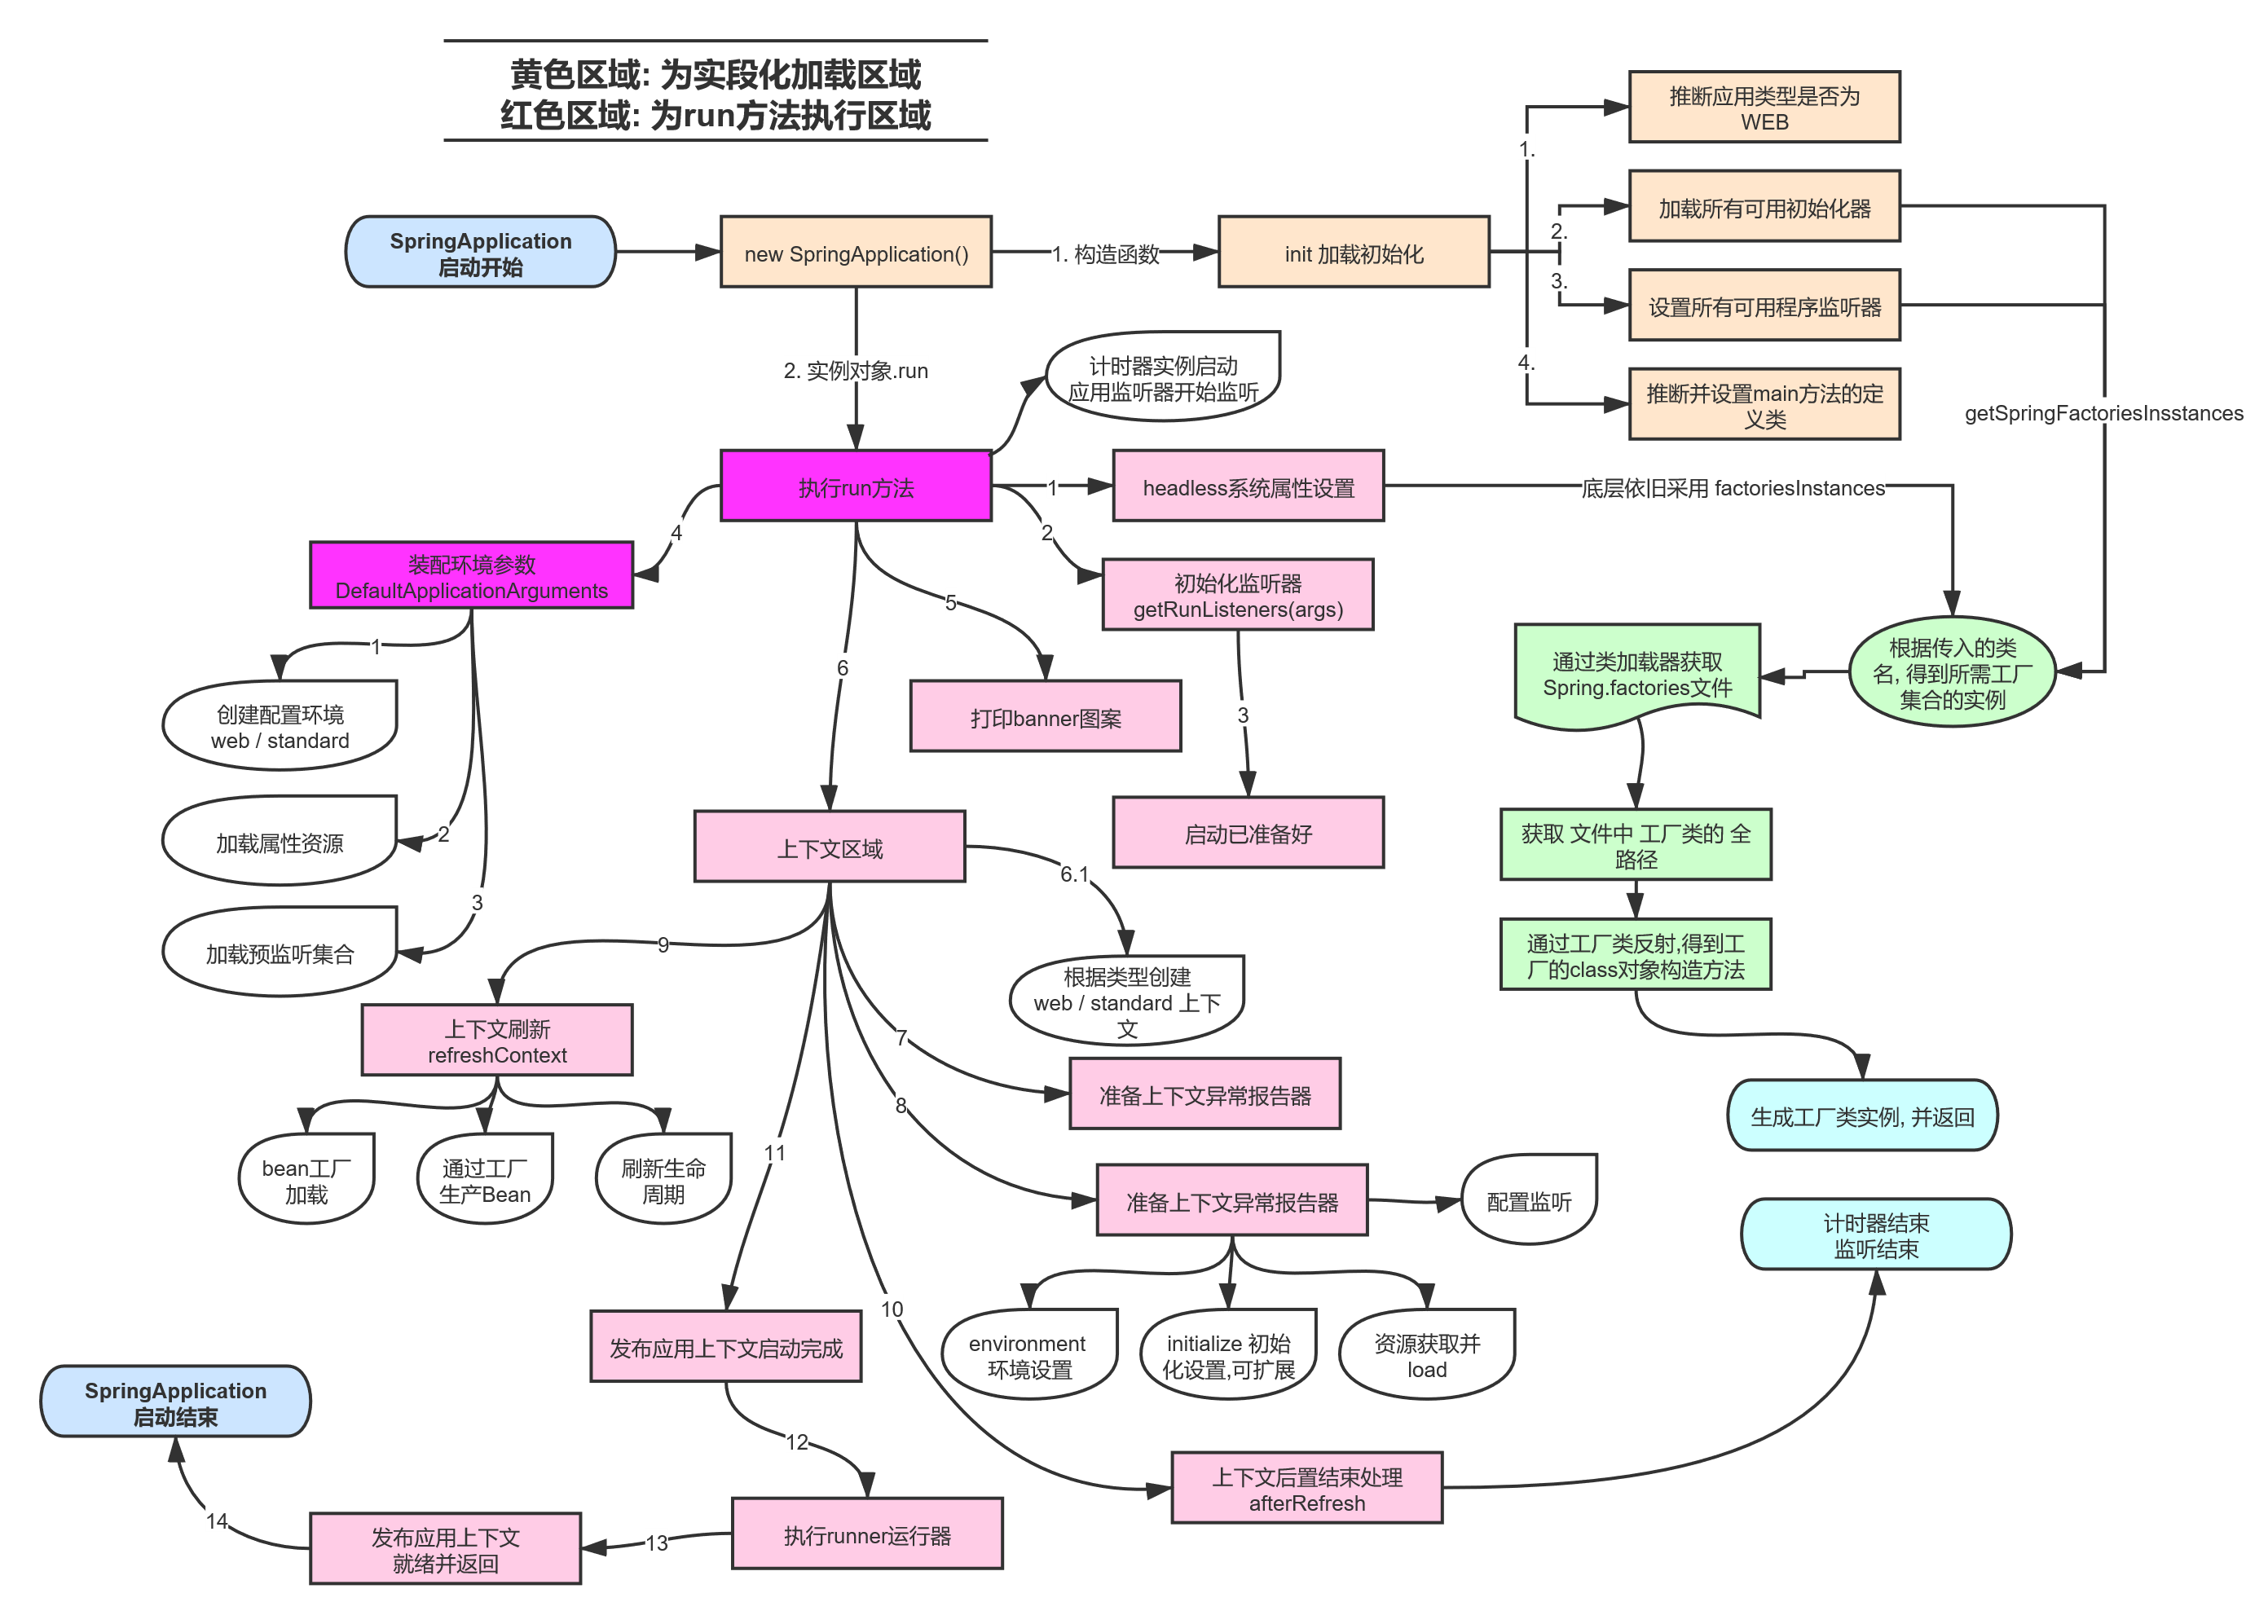 黄色区域: 为实段化加载区域
红色区域: 为run方法执行区域
推断应用类型是否为
WEB
1.
加载所有可用初始化器
SpringApplication
启动开始
new SpringApplication()
1. 构造函数
init 加载初始化
2.
3.
设置所有可用程序监听器
4.
推断并设置main方法的定
义类
getSpringFactoriesInsstances
2. 实例对象.run
计时器实例启动
应用监听器开始监听
执行run方法
1
headless系统属性设置
底层依旧采用 factoriesInstances
4
2
装配环境参数
DefaultApplicationArguments
初始化监听器
getRunListeners(args)
5
6
1
3
根据传入的类
名, 得到所需工厂
集合的实例
通过类加载器获取
Spring.factories文件
创建配置环境
web / standard
打印banner图案
加载属性资源
2
上下文区域
启动已准备好
获取 文件中 工厂类的 全
路径
6.1
3
加载预监听集合
9
通过工厂类反射,得到工
厂的class对象构造方法
根据类型创建
web / standard 上下
文
上下文刷新
refreshContext
7
准备上下文异常报告器
8
生成工厂类实例, 并返回
11
bean工厂
加载
通过工厂
生产Bean
刷新生命
周期
准备上下文异常报告器
配置监听
计时器结束
监听结束
10
发布应用上下文启动完成
environment
环境设置
initialize 初始
化设置,可扩展
资源获取并
load
SpringApplication
启动结束
12
上下文后置结束处理
afterRefresh
14
发布应用上下文
就绪并返回
13
执行runner运行器